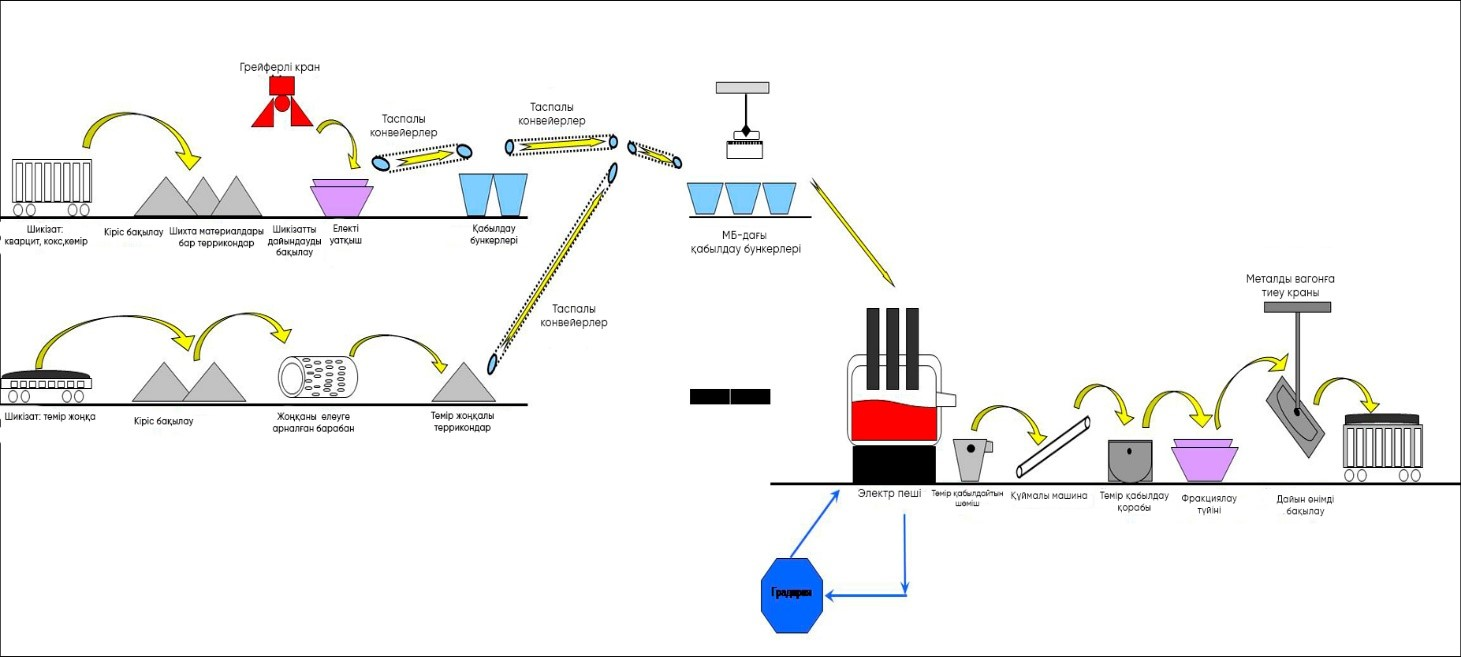 Грейферлі кран
Таспалы
конвейерлер
Таспалы
конвейерлер
Шикізат:
кварцит, кокс,көмір
Кіріс бақылау
Шихта материалдары
бар террикондар
Шикізатты
дайындауды
бақылау
Електі
уатқыш
Қабылдау
бункерлері
МБ-дағы
қабылдау бункерлері
Таспалы
конвейерлер
Шикізат: темір жоңқа
Кіріс бақылау
Жоңқаны елеуге
арналған барабан
Темір жоңқалы
террикондар
Металды вагонға
тиеу краны
Электр пеші
Темір қабылдайтын
шөміш
Құймалы машина
Темір қабылдау
қорабы
Фракциялау
түйіні
Дайын өнімді
бақылау
Градирня